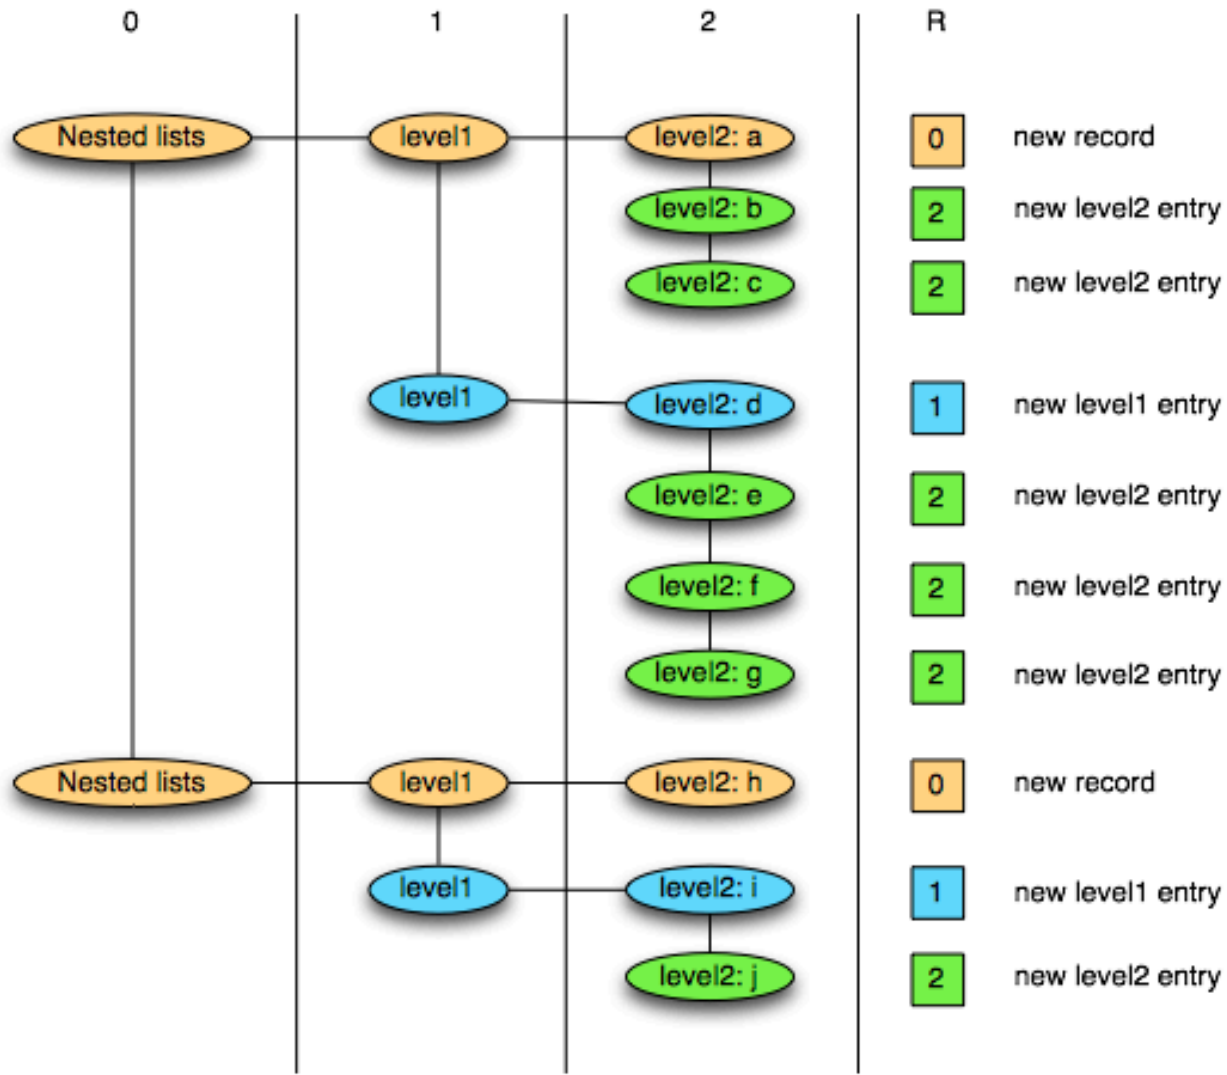 0 1 2 R
Nested lists level1 level2: a 0 new record
level2: b 2 new level2 entry
level2: c 2 new level2 entry
level1 level2: d 1 new level1 entry
level2: e 2 new level2 entry
level2: f 2 new level2 entry
level2: g 2 new level2 entry
Nested lists level1 level2: h 0 new record
level1 level2: i 1 new level1 entry
level2: j 2 new level2 entry